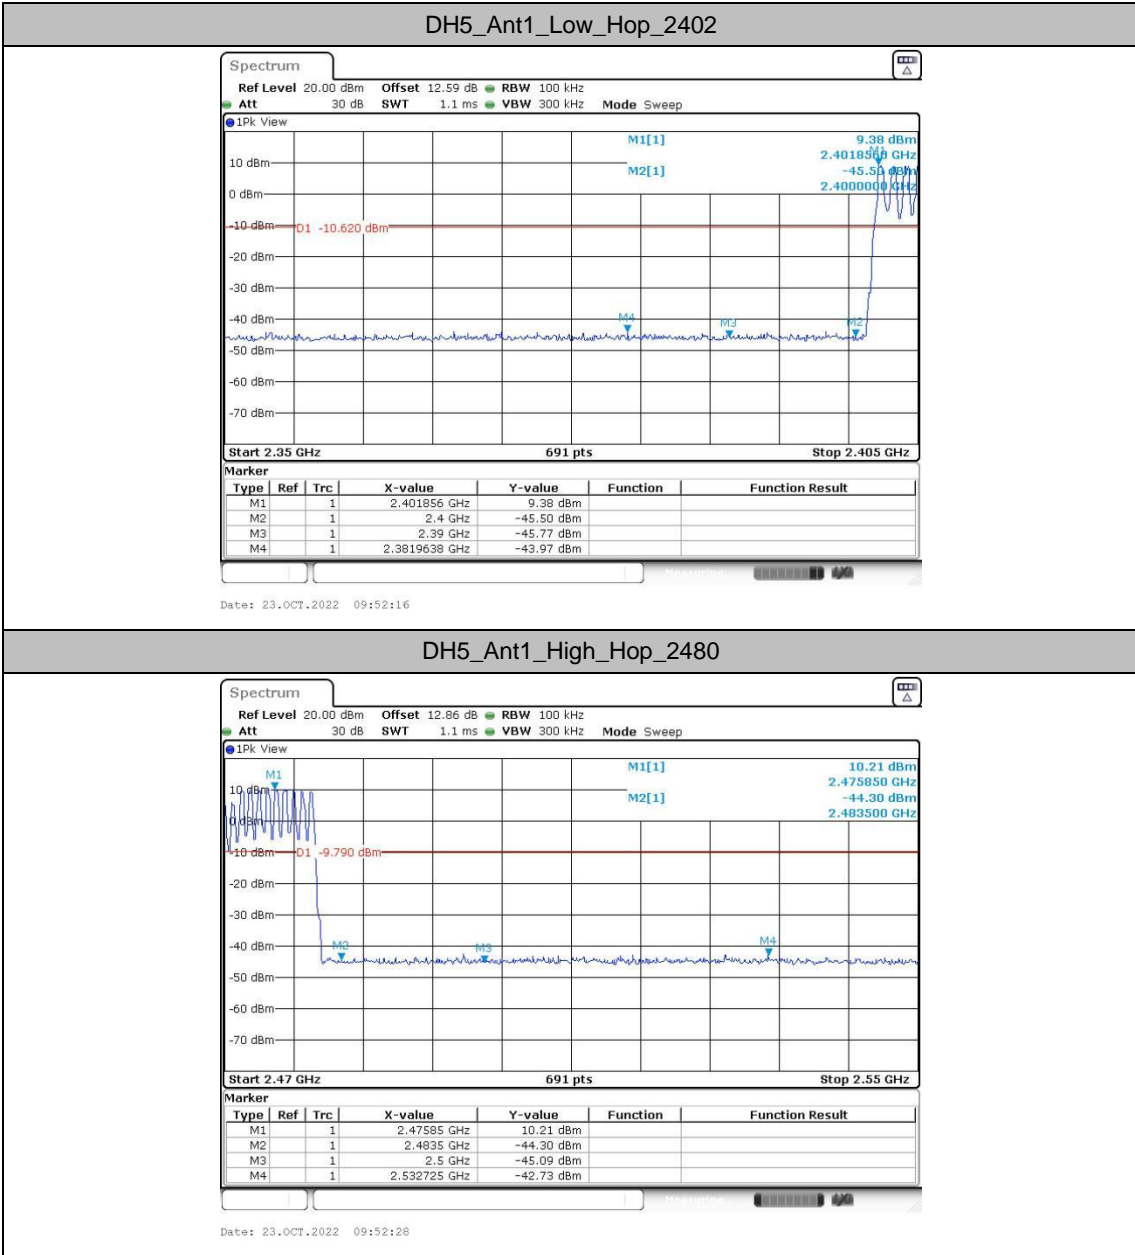 DH5_Ant1_Low_Hop_2402
Spectrum
Ref Level 20.00 dBm Offset 12.59 dB RBW 100 kHz
Att 30 dB SWT 1.1 ms VBW 300 kHz Mode Sweep
1Pk View
M1[1] 9.38 dBm
2.4018560 GHz
M2[1] -45.50 dBm
2.4000000 GHz
M1
10 dBm
0 dBm
-10 dBm
D1 -10.620 dBm
-20 dBm
-30 dBm
-40 dBm
M4 M3 M2
-50 dBm
-60 dBm
-70 dBm
Start 2.35 GHz 691 pts Stop 2.405 GHz
Marker
Type Ref Trc X-value Y-value Function Function Result
M1 1 2.401856 GHz 9.38 dBm
M2 1 2.4 GHz -45.50 dBm
M3 1 2.39 GHz -45.77 dBm
M4 1 2.3819638 GHz -43.97 dBm
Measuring...
Date: 23.OCT.2022 09:52:16
DH5_Ant1_High_Hop_2480
Spectrum
Ref Level 20.00 dBm Offset 12.86 dB RBW 100 kHz
Att 30 dB SWT 1.1 ms VBW 300 kHz Mode Sweep
1Pk View
M1[1] 10.21 dBm
2.475850 GHz
M2[1] -44.30 dBm
2.483500 GHz
M1
10 dBm
0 dBm
-10 dBm
D1 -9.790 dBm
-20 dBm
-30 dBm
-40 dBm
M2 M3 M4
-50 dBm
-60 dBm
-70 dBm
Start 2.47 GHz 691 pts Stop 2.55 GHz
Marker
Type Ref Trc X-value Y-value Function Function Result
M1 1 2.47585 GHz 10.21 dBm
M2 1 2.4835 GHz -44.30 dBm
M3 1 2.5 GHz -45.09 dBm
M4 1 2.532725 GHz -42.73 dBm
Measuring...
Date: 23.OCT.2022 09:52:28